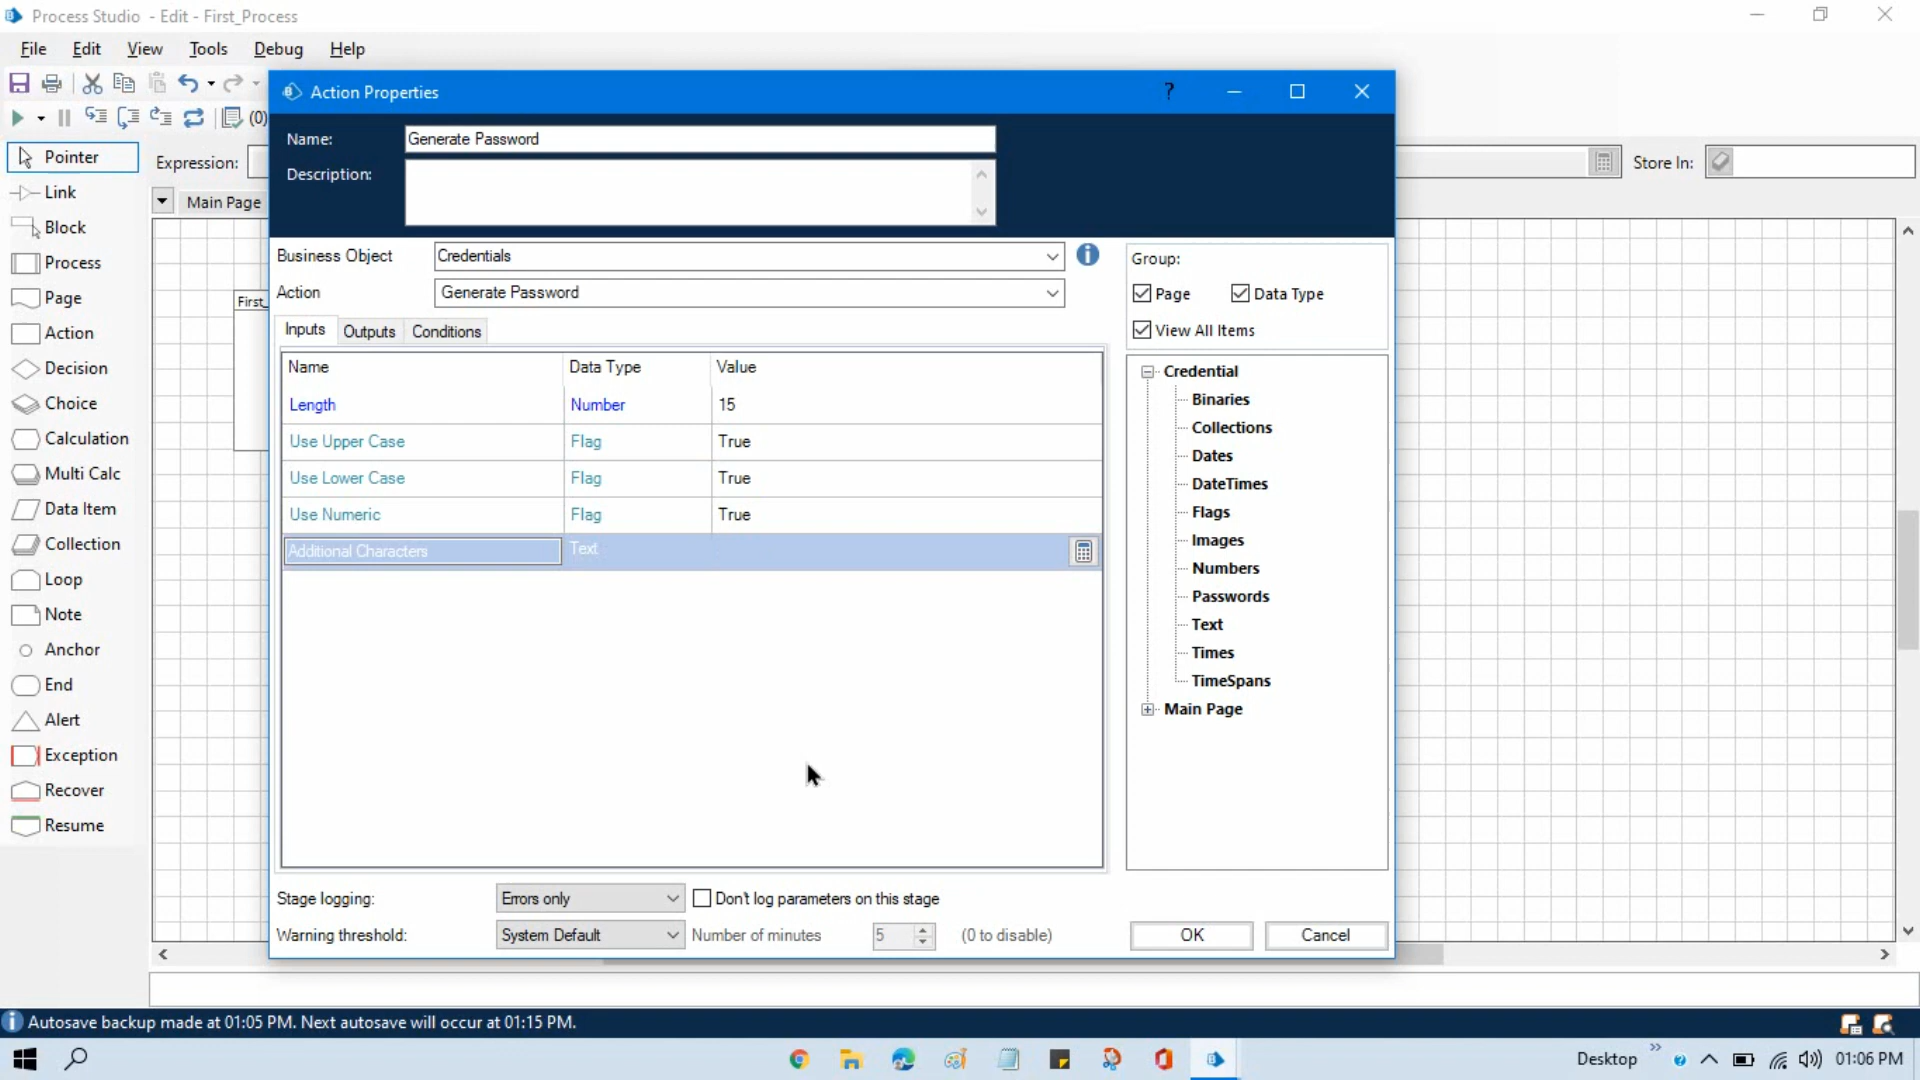 Process Studio - Edit - First_Process
File Edit View Tools Debug Help
(0)
Action Properties
?
Pointer
Link
Block
Process
Page
Action
Decision
Choice
Calculation
Multi Calc
Data Item
Collection
Loop
Note
Anchor
End
Alert
Exception
Recover
Resume
Expression:
Store In:
Main Page
First_
Name: Generate Password
Description:
Business Object Credentials
Action Generate Password
Inputs Outputs Conditions
Name Data Type Value
Length Number 15
Use Upper Case Flag True
Use Lower Case Flag True
Use Numeric Flag True
Additional Characters Text
Group:
Page Data Type
View All Items
Credential
Binaries
Collections
Dates
DateTimes
Flags
Images
Numbers
Passwords
Text
Times
TimeSpans
Main Page
Stage logging: Errors only Don't log parameters on this stage
Warning threshold: System Default Number of minutes 5 (0 to disable)
OK Cancel
Autosave backup made at 01:05 PM. Next autosave will occur at 01:15 PM.
Desktop 01:06 PM